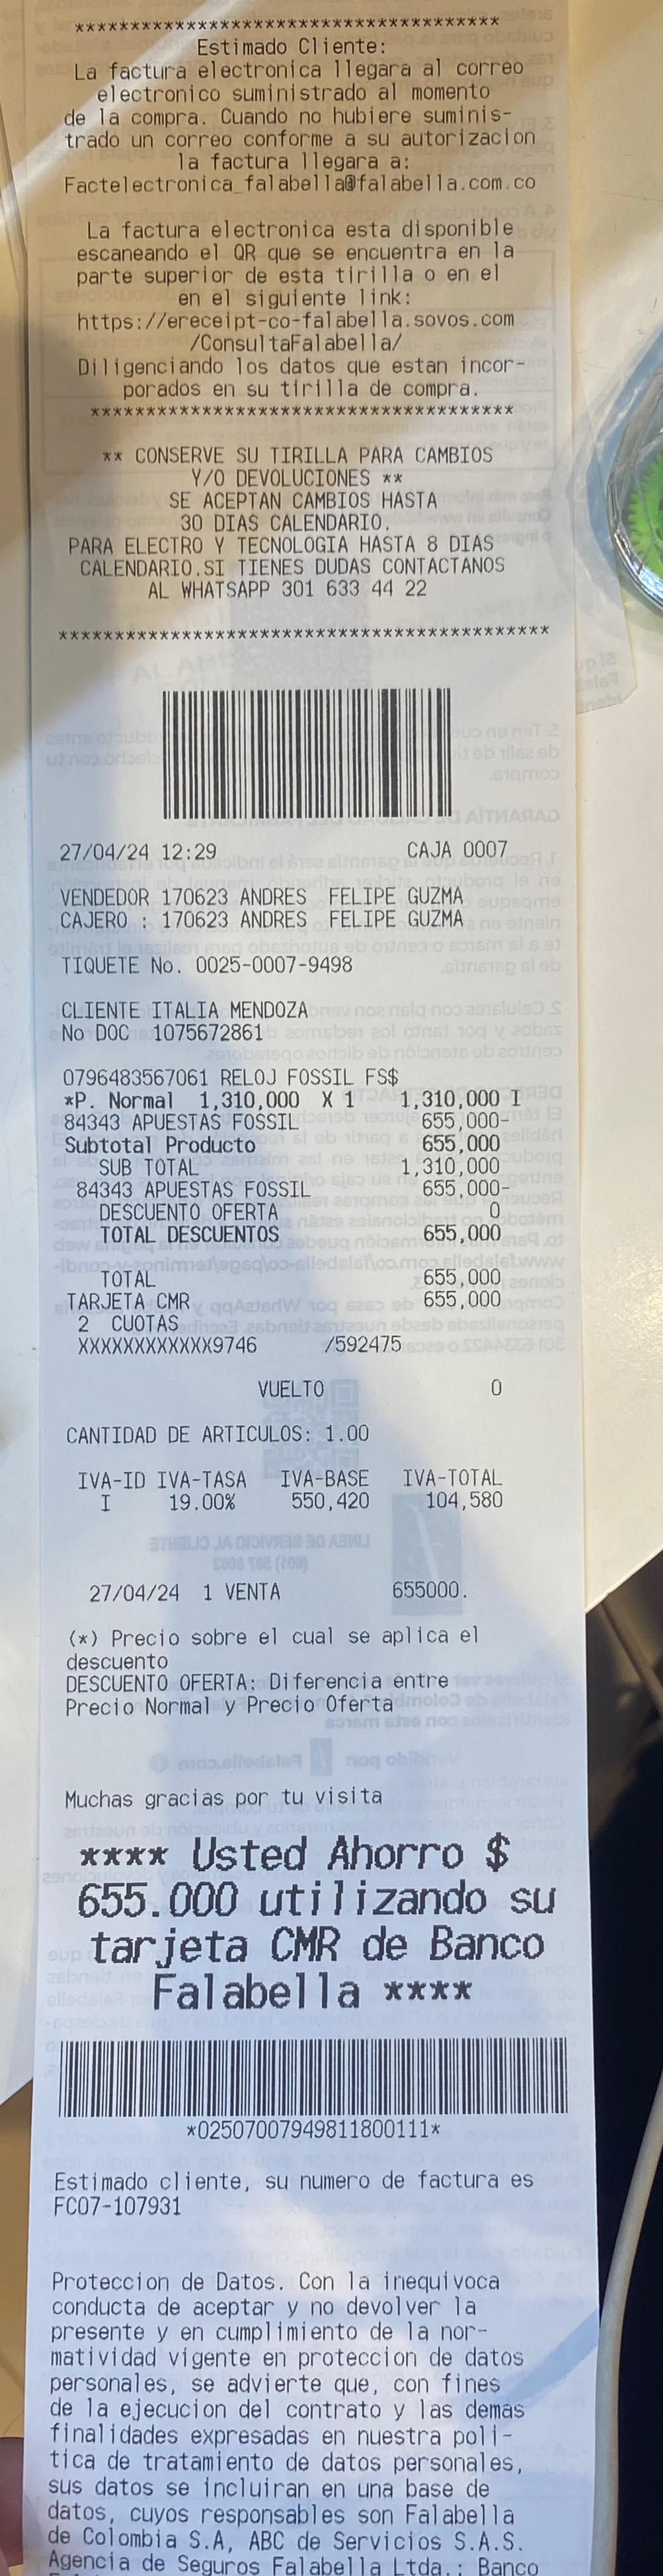 **************************************
Estimado Cliente:
La factura electronica llegara al correo
electronico suministrado al momento
de la compra. Cuando no hubiere suminis-
trado un correo conforme a su autorizacion
la factura llegara a:
Factelectronica_falabella@falabella.com.co
La factura electronica esta disponible
escaneando el QR que se encuentra en la
parte superior de esta tirilla o en el
en el siguiente link:
https://ereceipt-co-falabella.sovos.com
/ConsultaFalabella/
Diligenciando los datos que estan incor-
porados en su tirilla de compra.
**************************************
** CONSERVE SU TIRILLA PARA CAMBIOS
Y/O DEVOLUCIONES **
SE ACEPTAN CAMBIOS HASTA
30 DIAS CALENDARIO.
PARA ELECTRO Y TECNOLOGIA HASTA 8 DIAS
CALENDARIO.SI TIENES DUDAS CONTACTANOS
AL WHATSAPP 301 633 44 22
********************************************
27/04/24 12:29 CAJA 0007
VENDEDOR 170623 ANDRES FELIPE GUZMA
CAJERO : 170623 ANDRES FELIPE GUZMA
TIQUETE No. 0025-0007-9498
CLIENTE ITALIA MENDOZA
No DOC 1075672861
0796483567061 RELOJ FOSSIL FS$
*P. Normal 1,310,000 X 1 1,310,000 I
84343 APUESTAS FOSSIL 655,000-
Subtotal Producto 655,000
SUB TOTAL 1,310,000
84343 APUESTAS FOSSIL 655,000-
DESCUENTO OFERTA 0
TOTAL DESCUENTOS 655,000
TOTAL 655,000
TARJETA CMR 655,000
2 CUOTAS
XXXXXXXXXXXX9746 /592475
VUELTO 0
CANTIDAD DE ARTICULOS: 1.00
IVA-ID IVA-TASA IVA-BASE IVA-TOTAL
I 19.00% 550,420 104,580
27/04/24 1 VENTA 655000.
(*) Precio sobre el cual se aplica el
descuento
DESCUENTO OFERTA: Diferencia entre
Precio Normal y Precio Oferta
Muchas gracias por tu visita
**** Usted Ahorro $
655.000 utilizando su
tarjeta CMR de Banco
Falabella ****
*02507007949811800111*
Estimado cliente, su numero de factura es
FC07-107931
Proteccion de Datos. Con la inequivoca
conducta de aceptar y no devolver la
presente y en cumplimiento de la nor-
matividad vigente en proteccion de datos
personales, se advierte que, con fines
de la ejecucion del contrato y las demas
finalidades expresadas en nuestra poli-
tica de tratamiento de datos personales,
sus datos se incluiran en una base de
datos, cuyos responsables son Falabella
de Colombia S.A, ABC de Servicios S.A.S.
Agencia de Seguros Falabella Ltda.; Banco